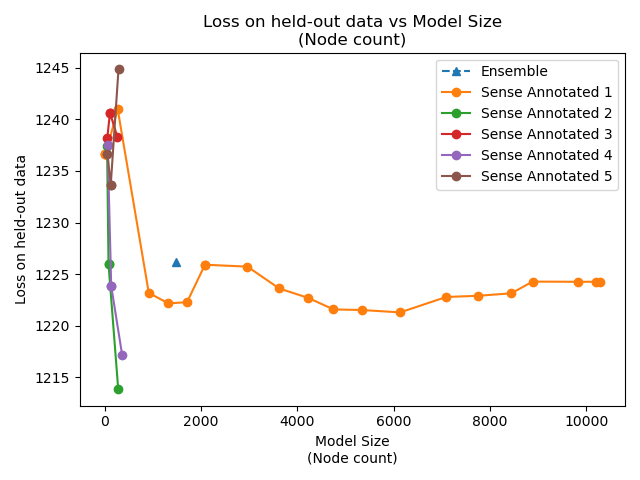 Loss on held-out data vs Model Size
(Node count)
Loss on held-out data
1245
1240
1235
1230
1225
1220
1215
Ensemble
Sense Annotated 1
Sense Annotated 2
Sense Annotated 3
Sense Annotated 4
Sense Annotated 5
0
2000
4000
6000
8000
10000
Model Size
(Node count)